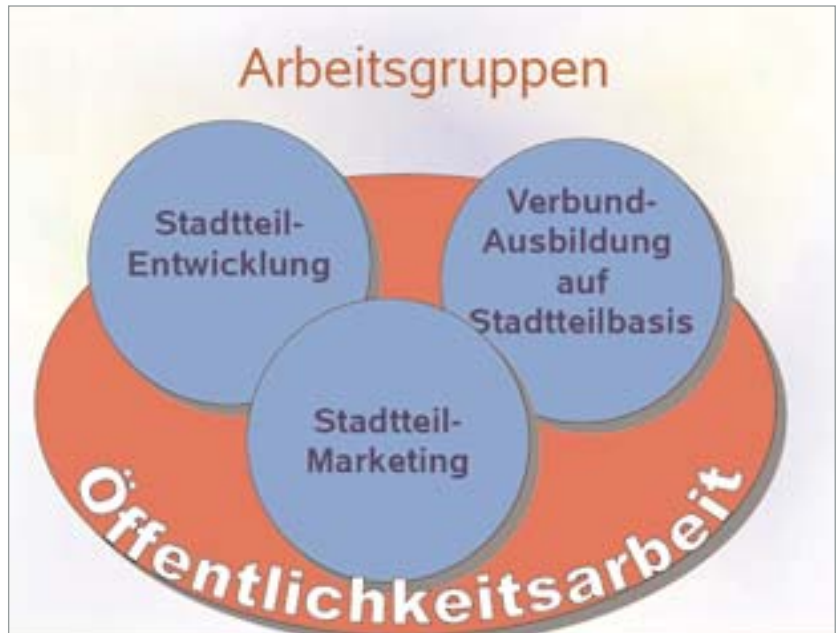 Arbeitsgruppen
Stadtteil-
Entwicklung
Verbund-
Ausbildung
auf
Stadtteilbasis
Stadtteil-
Marketing
Öffentlichkeitsarbeit